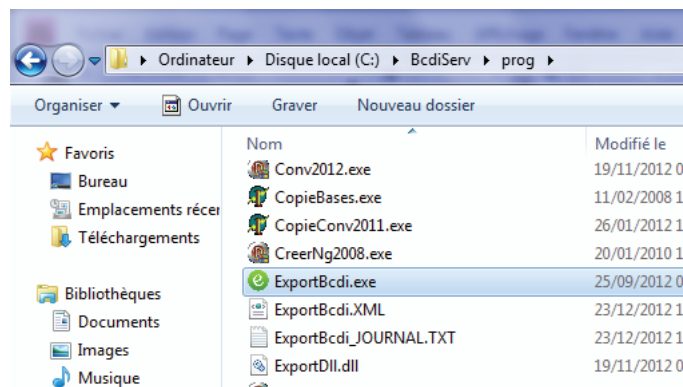 Ordinateur ▸ Disque local (C:) ▸ BcdiServ ▸ prog ▸
Organiser ▾ Ouvrir Graver Nouveau dossier
Favoris
Bureau
Emplacements récer
Téléchargements
Bibliothèques
Documents
Images
Musique
Nom Modifié le
Conv2012.exe 19/11/2012 0
CopieBases.exe 11/02/2008 1
CopieConv2011.exe 26/01/2012 1
CreerNg2008.exe 20/01/2010 1
ExportBcdi.exe 25/09/2012 0
ExportBcdi.XML 23/12/2012 1
ExportBcdi_JOURNAL.TXT 23/12/2012 1
ExportDll.dll 19/11/2012 0